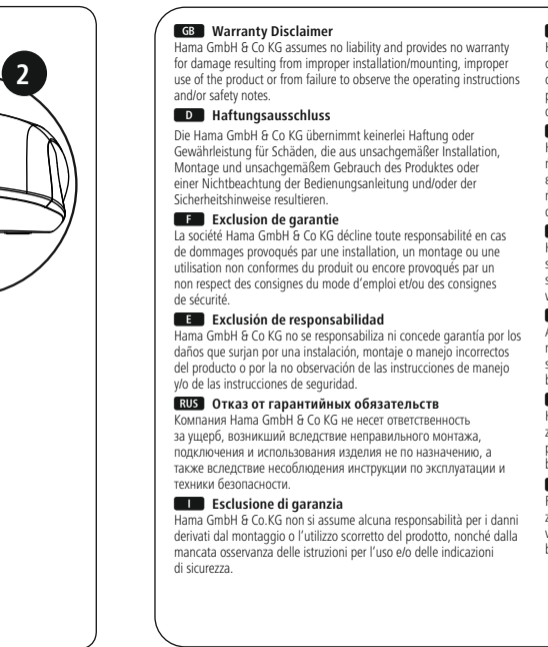 2
GB Warranty Disclaimer
Hama GmbH & Co KG assumes no liability and provides no warranty
for damage resulting from improper installation/mounting, improper
use of the product or from failure to observe the operating instructions
and/or safety notes.
D Haftungsausschluss
Die Hama GmbH & Co KG übernimmt keinerlei Haftung oder
Gewährleistung für Schäden, die aus unsachgemäßer Installation,
Montage und unsachgemäßem Gebrauch des Produktes oder
einer Nichtbeachtung der Bedienungsanleitung und/oder der
Sicherheitshinweise resultieren.
F Exclusion de garantie
La société Hama GmbH & Co KG décline toute responsabilité en cas
de dommages provoqués par une installation, un montage ou une
utilisation non conformes du produit ou encore provoqués par un
non respect des consignes du mode d'emploi et/ou des consignes
de sécurité.
E Exclusión de responsabilidad
Hama GmbH & Co KG no se responsabiliza ni concede garantía por los
daños que surjan por una instalación, montaje o manejo incorrectos
del producto o por la no observación de las instrucciones de manejo
y/o de las instrucciones de seguridad.
RUS Отказ от гарантийных обязательств
Компания Hama GmbH & Co KG не несет ответственность
за ущерб, возникший вследствие неправильного монтажа,
подключения и использования изделия не по назначению, а
также вследствие несоблюдения инструкции по эксплуатации и
техники безопасности.
I Esclusione di garanzia
Hama GmbH & Co.KG non si assume alcuna responsabilità per i danni
derivati dal montaggio o l'utilizzo scorretto del prodotto, nonché dalla
mancata osservanza delle istruzioni per l'uso e/o delle indicazioni
di sicurezza.